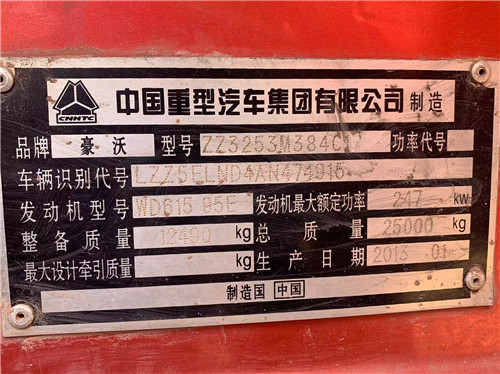 CNHTC 中国重型汽车集团有限公司 制造
品牌 豪沃 型号 ZZ3253M384C 功率代号
车辆识别代号 LZZ5ELND4AN474915
发动机型号 WD615 95E 发动机最大额定功率 247 kW
整备质量 12490 kg 总质量 25000 kg
最大设计牵引质量 kg 生产日期 2013 01
制造国 中国